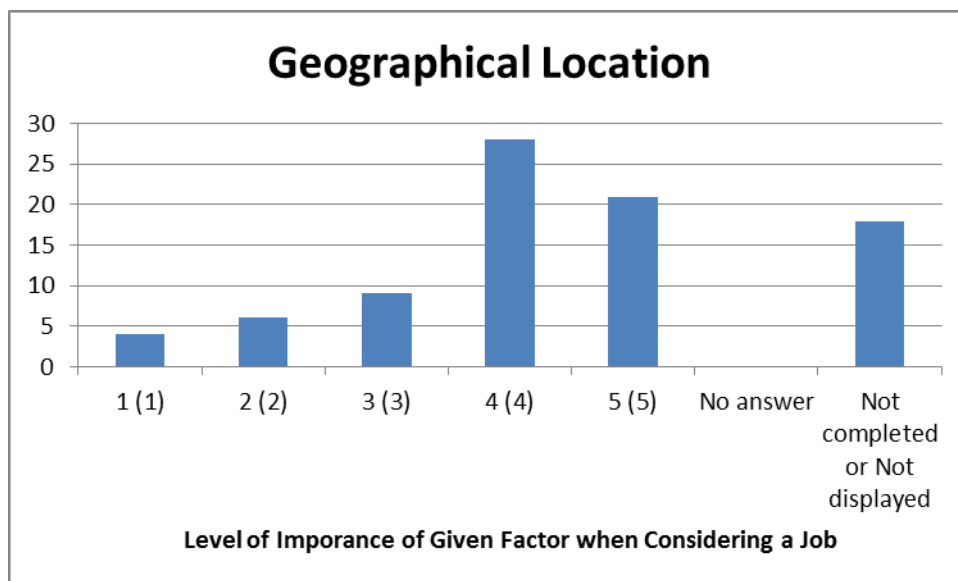 Geographical Location
30
25
20
15
10
5
0
1 (1) 2 (2) 3 (3) 4 (4) 5 (5) No answer Not
completed
or Not
displayed
Level of Imporance of Given Factor when Considering a Job